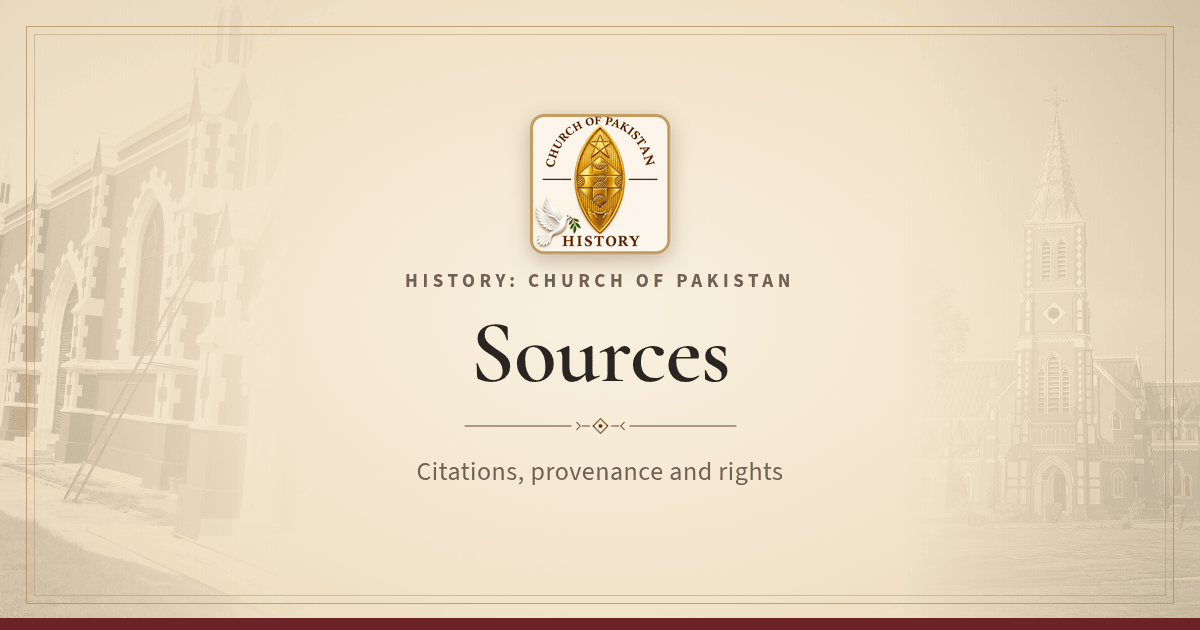 CHURCH OF PAKISTAN
HISTORY
HISTORY: CHURCH OF PAKISTAN
Sources
Citations, provenance and rights